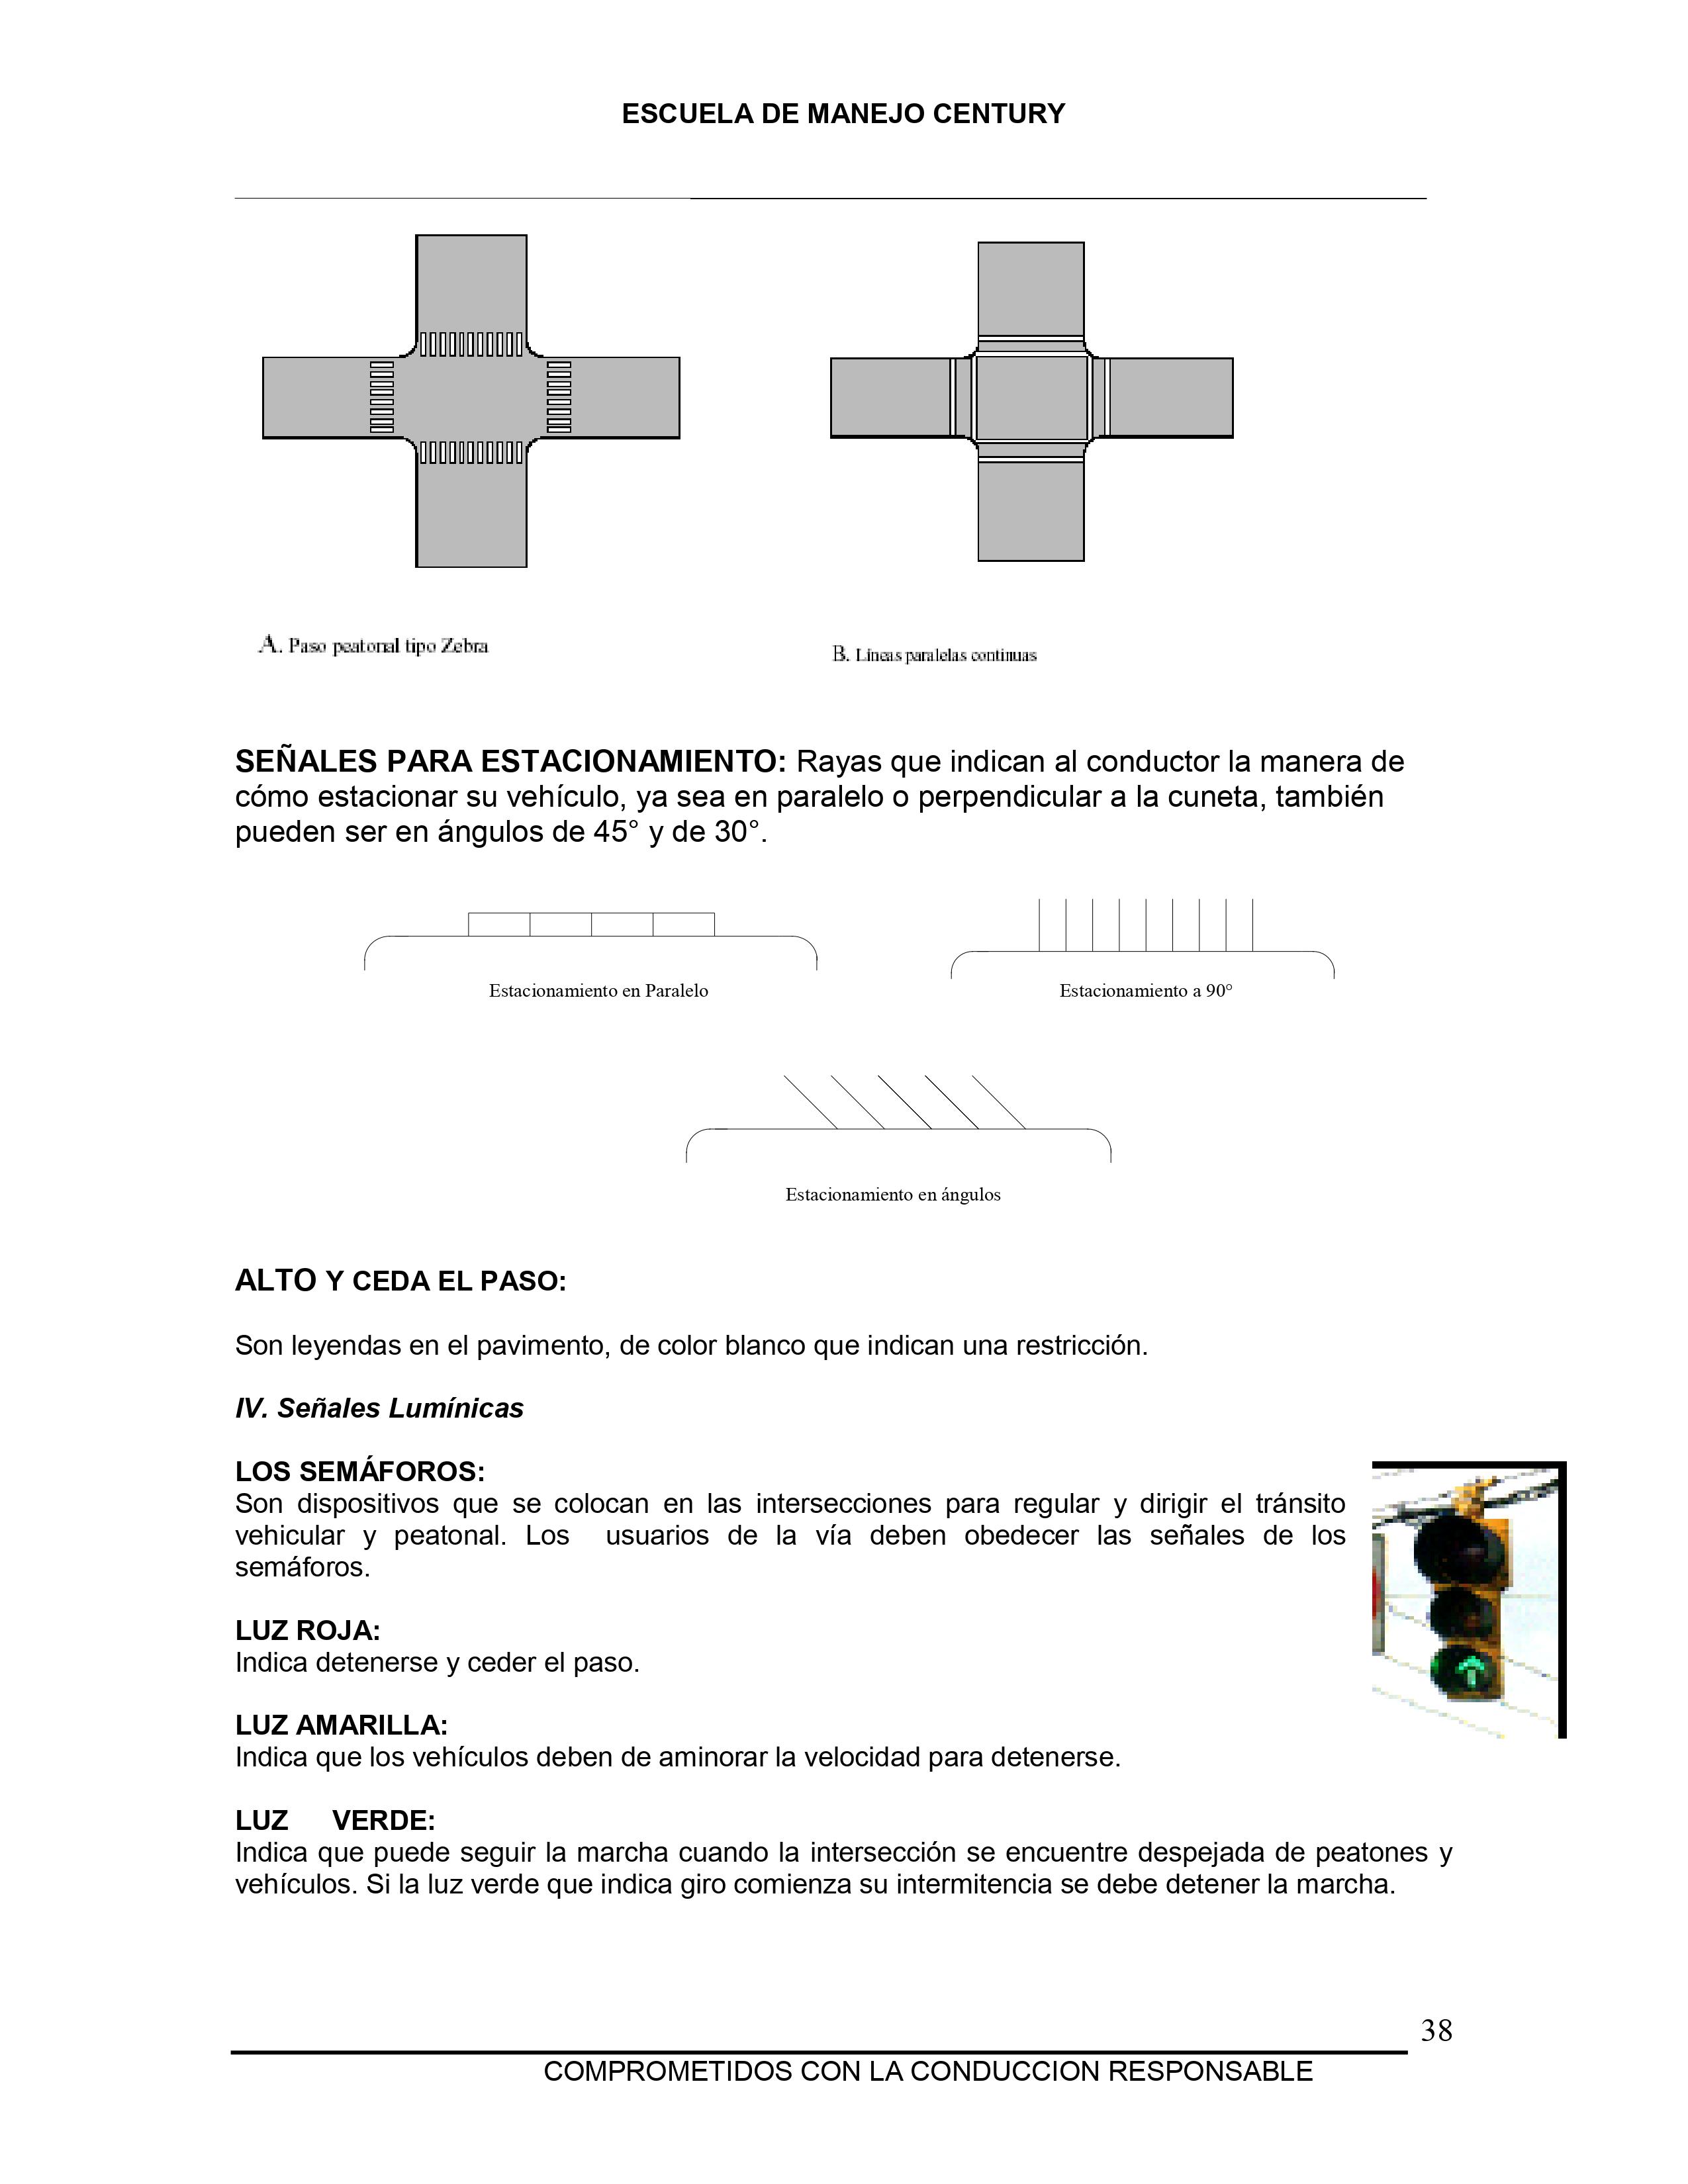 ESCUELA DE MANEJO CENTURY
A. Paso peatonal tipo Zebra
B. Líneas paralelas continuas
SEÑALES PARA ESTACIONAMIENTO: Rayas que indican al conductor la manera de
cómo estacionar su vehículo, ya sea en paralelo o perpendicular a la cuneta, también
pueden ser en ángulos de 45° y de 30°.
Estacionamiento en Paralelo
Estacionamiento a 90°
Estacionamiento en ángulos
ALTO Y CEDA EL PASO:
Son leyendas en el pavimento, de color blanco que indican una restricción.
IV. Señales Lumínicas
LOS SEMÁFOROS:
Son dispositivos que se colocan en las intersecciones para regular y dirigir el tránsito
vehicular y peatonal. Los usuarios de la vía deben obedecer las señales de los
semáforos.
LUZ ROJA:
Indica detenerse y ceder el paso.
LUZ AMARILLA:
Indica que los vehículos deben de aminorar la velocidad para detenerse.
LUZ VERDE:
Indica que puede seguir la marcha cuando la intersección se encuentre despejada de peatones y
vehículos. Si la luz verde que indica giro comienza su intermitencia se debe detener la marcha.
38
COMPROMETIDOS CON LA CONDUCCION RESPONSABLE